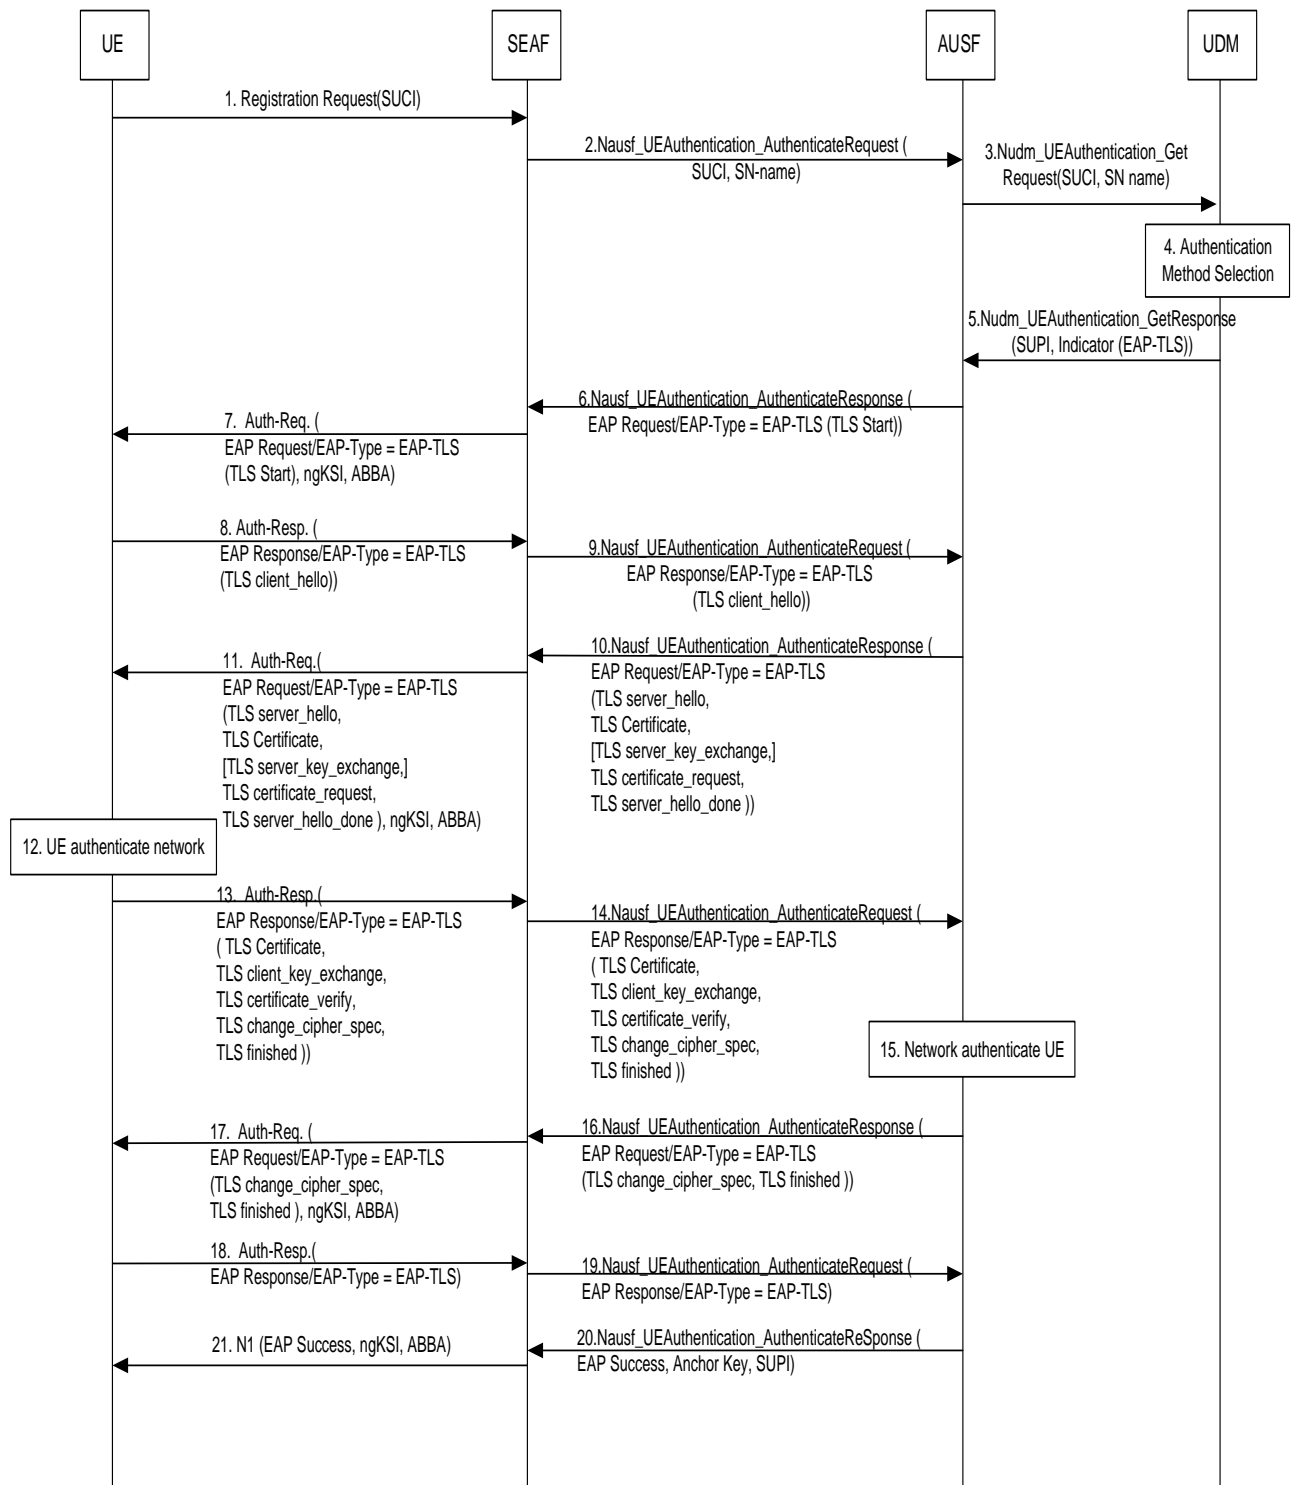 UE
SEAF
AUSF
UDM
1. Registration Request(SUCI)
2.Nausf_UEAuthentication_AuthenticateRequest (
SUCI, SN-name)
3.Nudm_UEAuthentication_Get
Request(SUCI, SN name)
4. Authentication
Method Selection
5.Nudm_UEAuthentication_GetResponse
(SUPI, Indicator (EAP-TLS))
6.Nausf_UEAuthentication_AuthenticateResponse (
EAP Request/EAP-Type = EAP-TLS (TLS Start))
7. Auth-Req. (
EAP Request/EAP-Type = EAP-TLS
(TLS Start), ngKSI, ABBA)
8. Auth-Resp. (
EAP Response/EAP-Type = EAP-TLS
(TLS client_hello))
9.Nausf_UEAuthentication_AuthenticateRequest (
EAP Response/EAP-Type = EAP-TLS
(TLS client_hello))
10.Nausf_UEAuthentication_AuthenticateResponse (
EAP Request/EAP-Type = EAP-TLS
(TLS server_hello,
TLS Certificate,
[TLS server_key_exchange,]
TLS certificate_request,
TLS server_hello_done ))
11. Auth-Req.(
EAP Request/EAP-Type = EAP-TLS
(TLS server_hello,
TLS Certificate,
[TLS server_key_exchange,]
TLS certificate_request,
TLS server_hello_done ), ngKSI, ABBA)
12. UE authenticate network
13. Auth-Resp.(
EAP Response/EAP-Type = EAP-TLS
( TLS Certificate,
TLS client_key_exchange,
TLS certificate_verify,
TLS change_cipher_spec,
TLS finished ))
14.Nausf_UEAuthentication_AuthenticateRequest (
EAP Response/EAP-Type = EAP-TLS
( TLS Certificate,
TLS client_key_exchange,
TLS certificate_verify,
TLS change_cipher_spec,
TLS finished ))
15. Network authenticate UE
16.Nausf_UEAuthentication_AuthenticateResponse (
EAP Request/EAP-Type = EAP-TLS
(TLS change_cipher_spec, TLS finished ))
17. Auth-Req. (
EAP Request/EAP-Type = EAP-TLS
(TLS change_cipher_spec,
TLS finished ), ngKSI, ABBA)
18. Auth-Resp.(
EAP Response/EAP-Type = EAP-TLS)
19.Nausf_UEAuthentication_AuthenticateRequest (
EAP Response/EAP-Type = EAP-TLS)
20.Nausf_UEAuthentication_AuthenticateReSponse (
EAP Success, Anchor Key, SUPI)
21. N1 (EAP Success, ngKSI, ABBA)